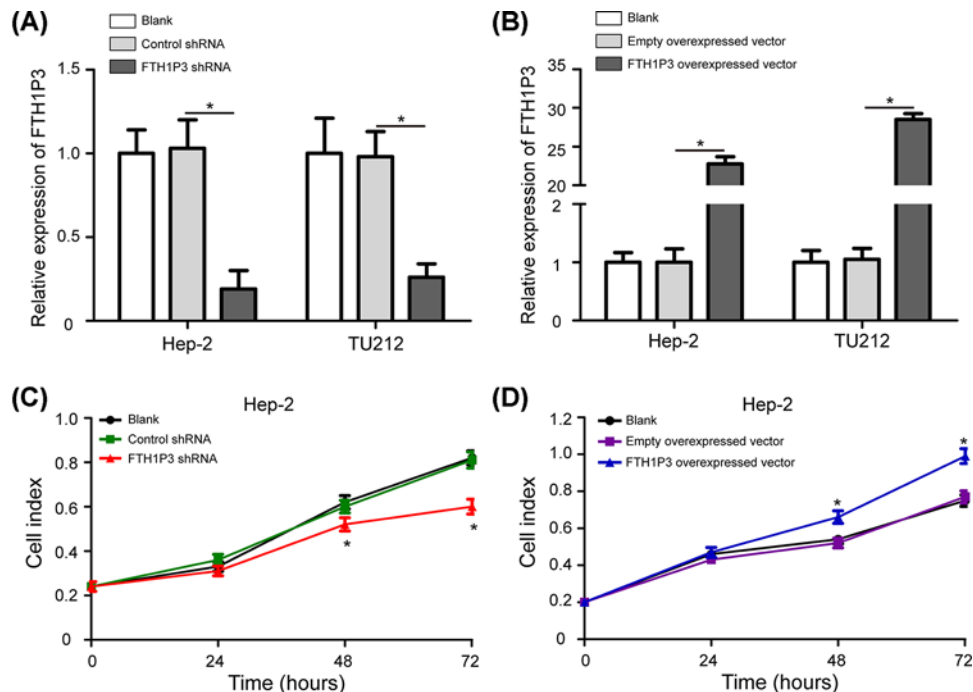 (A)
Blank
Control shRNA
FTH1P3 shRNA
Relative expression of FTH1P3
1.5
1.0
0.5
0
*
*
Hep-2
TU212
(B)
Blank
Empty overexpressed vector
FTH1P3 overexpressed vector
Relative expression of FTH1P3
35
30
25
20
2
1
0
*
*
Hep-2
TU212
(C)
Hep-2
Blank
Control shRNA
FTH1P3 shRNA
Cell index
1.0
0.8
0.6
0.4
0.2
0
*
*
0
24
48
72
Time (hours)
(D)
Hep-2
Blank
Empty overexpressed vector
FTH1P3 overexpressed vector
Cell index
1.2
1.0
0.8
0.6
0.4
0.2
0
*
*
0
24
48
72
Time (hours)